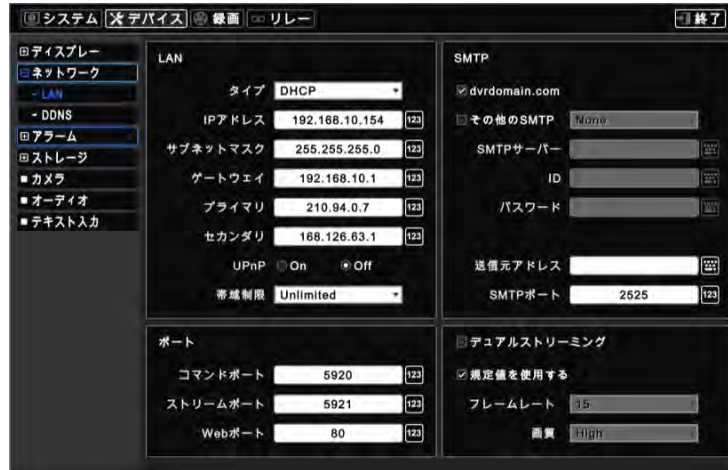 システム デバイス 録画 リレー 終了
ディスプレー
ネットワーク
- LAN
- DDNS
アラーム
ストレージ
カメラ
オーディオ
テキスト入力
LAN
タイプ DHCP
IPアドレス 192.168.10.154 123
サブネットマスク 255.255.255.0 123
ゲートウェイ 192.168.10.1 123
プライマリ 210.94.0.7 123
セカンダリ 168.126.63.1 123
UPnP On Off
帯域制限 Unlimited
SMTP
dvrdomain.com
その他のSMTP None
SMTPサーバー
ID
パスワード
送信元アドレス
SMTPポート 2525 123
ポート
コマンドポート 5920 123
ストリームポート 5921 123
Webポート 80 123
デュアルストリーミング
規定値を使用する
フレームレート 15
画質 High